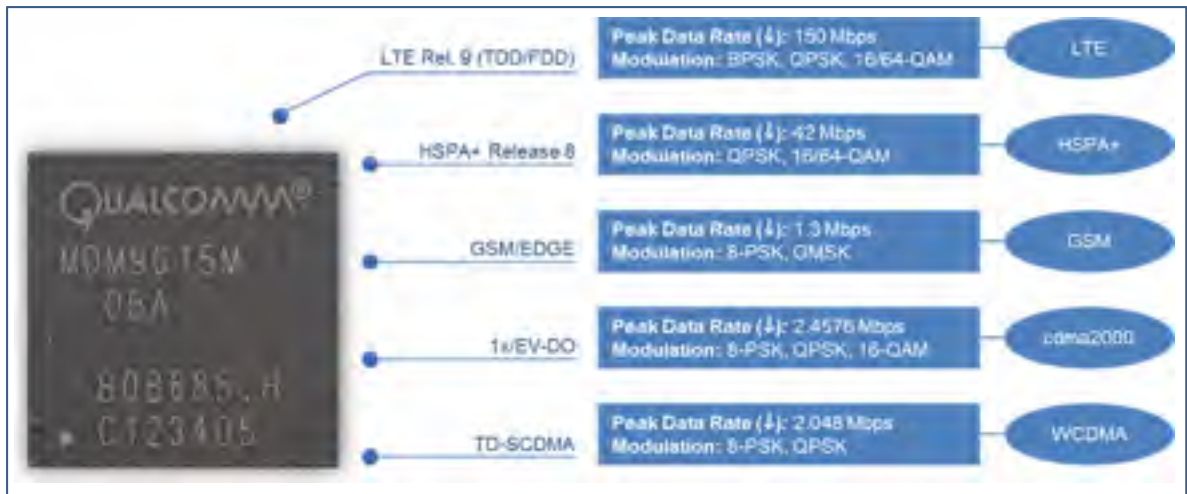 LTE Rel. 9 (TDD/FDD)
Peak Data Rate (↓): 150 Mbps
Modulation: BPSK, QPSK, 16/64-QAM
LTE
HSPA+ Release 8
Peak Data Rate (↓): 42 Mbps
Modulation: QPSK, 16/64-QAM
HSPA+
GSM/EDGE
Peak Data Rate (↓): 1.3 Mbps
Modulation: 8-PSK, GMSK
GSM
1x/EV-DO
Peak Data Rate (↓): 2.4576 Mbps
Modulation: 8-PSK, QPSK, 16-QAM
cdma2000
TD-SCDMA
Peak Data Rate (↓): 2.048 Mbps
Modulation: 8-PSK, QPSK
WCDMA
QUALCOMM®
MDM9615M
05A
C123405